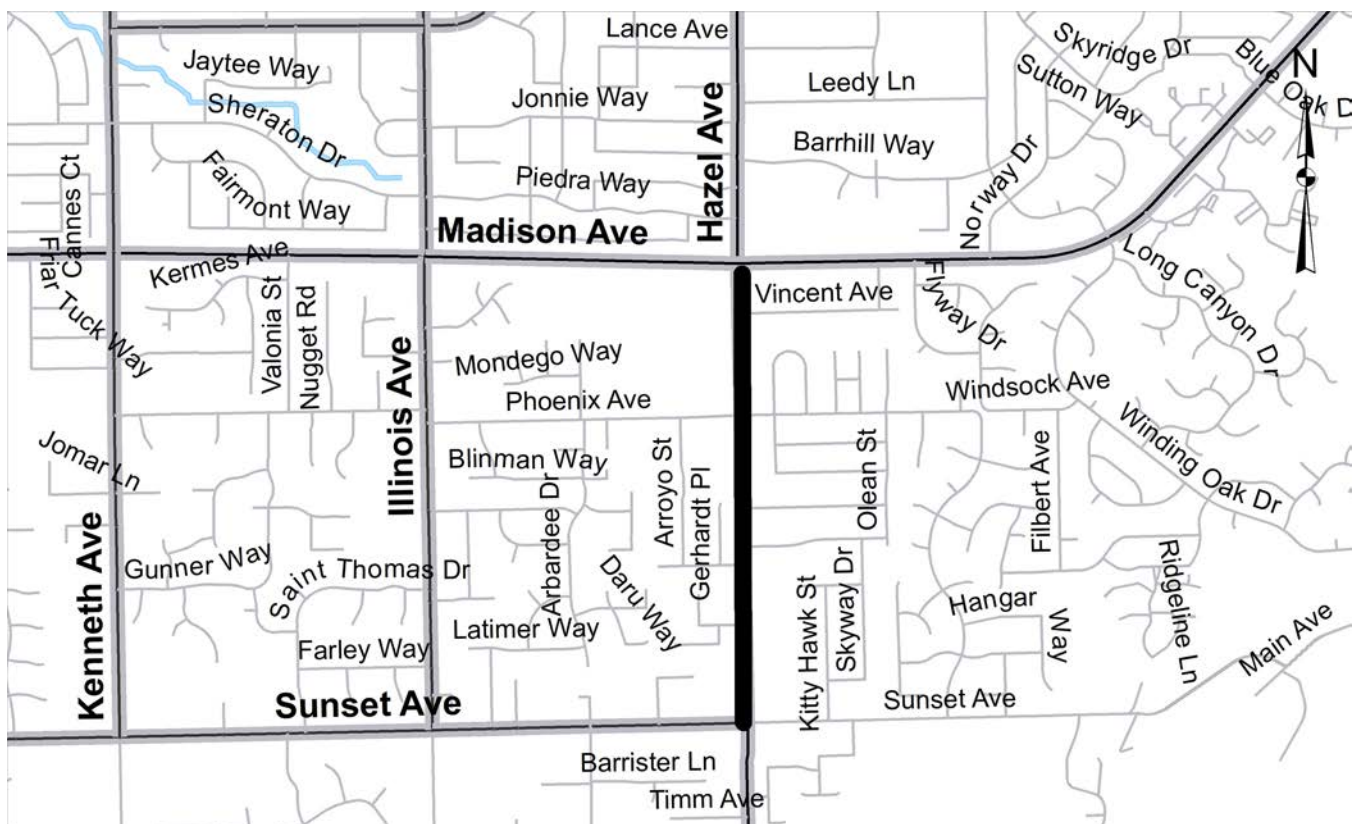 Lance Ave
Skyridge Dr
Blue Oak D
N
Jaytee Way
Leedy Ln
Sutton Way
Jonnie Way
Sheraton Dr
Hazel Ave
Barrhill Way
Cannes Ct
Fairmont Way
Piedra Way
Norway Dr
Madison Ave
Kermes Ave
Friar Tuck Way
Valonia St
Nugget Rd
Vincent Ave
Flyway Dr
Long Canyon Dr
Illinois Ave
Mondego Way
Phoenix Ave
Windsock Ave
Winding Oak Dr
Jomar Ln
Blinman Way
Arroyo St
Gerhardt Pl
Olean St
Filbert Ave
Kenneth Ave
Gunner Way
Saint Thomas Dr
Arbardee Dr
Daru Way
Kitty Hawk St
Skyway Dr
Hangar Way
Ridgeline Ln
Main Ave
Latimer Way
Farley Way
Sunset Ave
Sunset Ave
Barrister Ln
Timm Ave